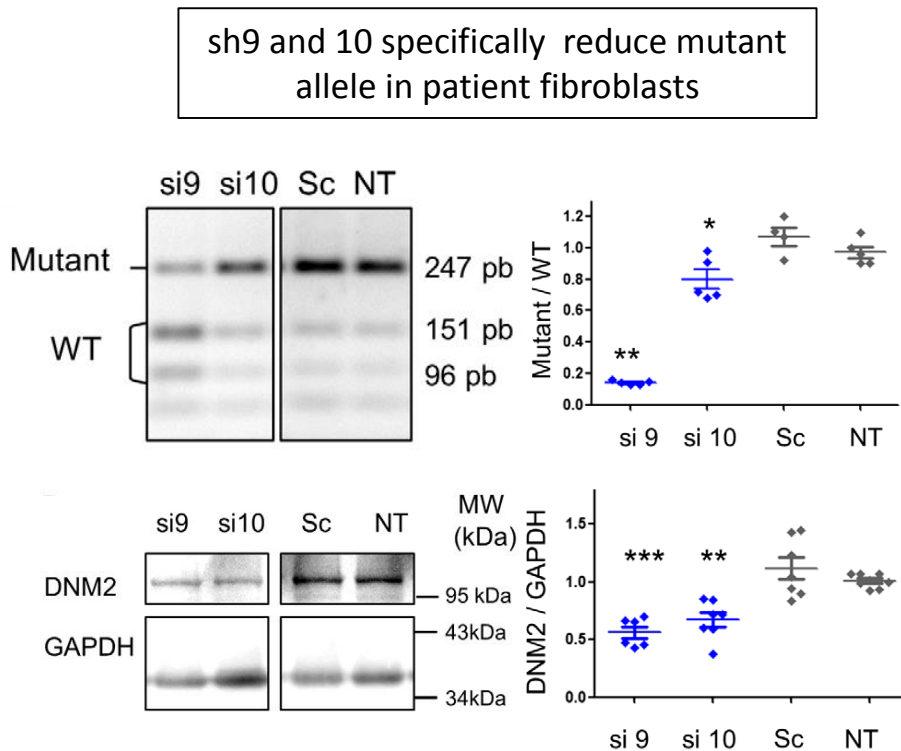 sh9 and 10 specifically reduce mutant
allele in patient fibroblasts
si9 si10 Sc NT
Mutant
247 pb
WT
151 pb
96 pb
Mutant / WT
1.2
1.0
0.8
0.6
0.4
0.2
0.0
**
*
si 9 si 10 Sc NT
si9 si10 Sc NT
MW
(kDa)
DNM2
95 kDa
GAPDH
43kDa
34kDa
DNM2 / GAPDH
1.5
1.0
0.5
0.0
*** **
si 9 si 10 Sc NT